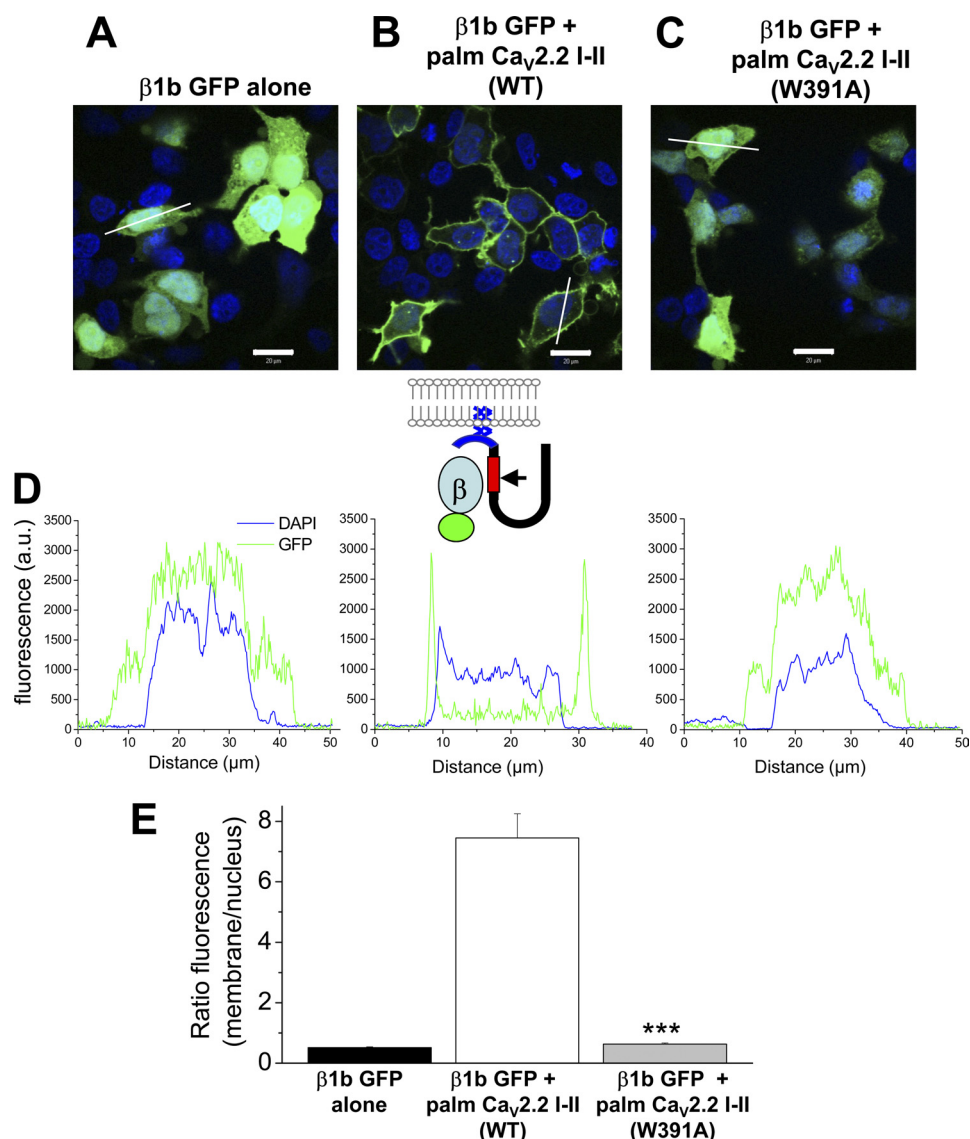 A
β1b GFP alone
B
β1b GFP +
palm CaV2.2 I-II
(WT)
C
β1b GFP +
palm CaV2.2 I-II
(W391A)
20 µm
20 µm
20 µm
β
D
fluorescence (a.u.)
3500
3000
2500
2000
1500
1000
500
0
DAPI
GFP
0 10 20 30 40 50
Distance (µm)
3500
3000
2500
2000
1500
1000
500
0
0 10 20 30 40
Distance (µm)
3500
3000
2500
2000
1500
1000
500
0
0 10 20 30 40 50
Distance (µm)
E
Ratio fluorescence
(membrane/nucleus)
8
6
4
2
0
***
β1b GFP
alone
β1b GFP +
palm CaV2.2 I-II
(WT)
β1b GFP +
palm CaV2.2 I-II
(W391A)